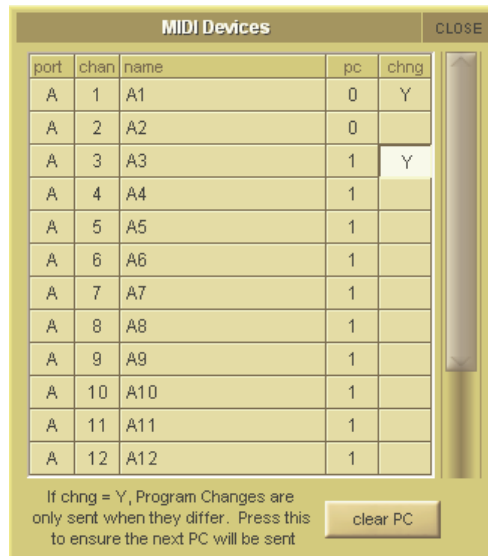 MIDI Devices CLOSE
port chan name pc chng
A 1 A1 0 Y
A 2 A2 0
A 3 A3 1 Y
A 4 A4 1
A 5 A5 1
A 6 A6 1
A 7 A7 1
A 8 A8 1
A 9 A9 1
A 10 A10 1
A 11 A11 1
A 12 A12 1
If chng = Y, Program Changes are
only sent when they differ. Press this
to ensure the next PC will be sent
clear PC